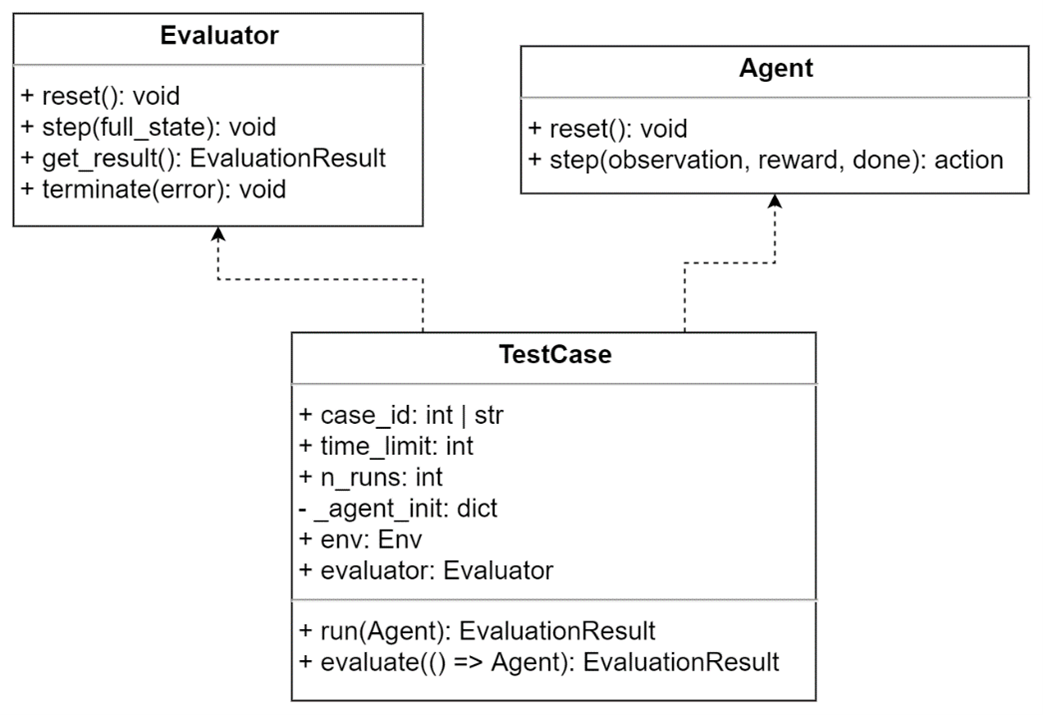 Evaluator
+ reset(): void
+ step(full_state): void
+ get_result(): EvaluationResult
+ terminate(error): void
Agent
+ reset(): void
+ step(observation, reward, done): action
TestCase
+ case_id: int | str
+ time_limit: int
+ n_runs: int
- _agent_init: dict
+ env: Env
+ evaluator: Evaluator
+ run(Agent): EvaluationResult
+ evaluate(() => Agent): EvaluationResult